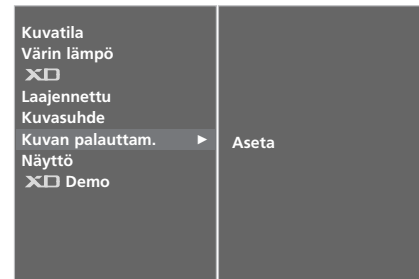 Kuvatila
Värin lämpö
XD
Laajennettu
Kuvasuhde
Kuvan palauttam. ►
Näyttö
XD Demo
Aseta